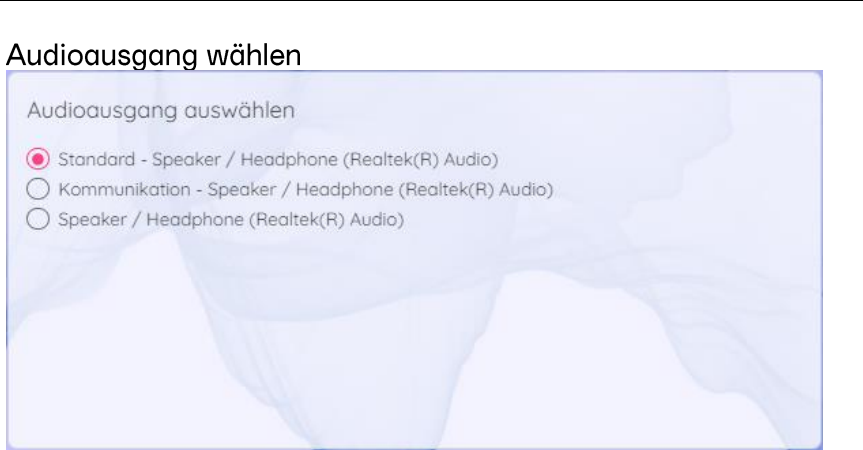 Audioausgang wählen
Audioausgang auswählen
Standard - Speaker / Headphone (Realtek(R) Audio)
Kommunikation - Speaker / Headphone (Realtek(R) Audio)
Speaker / Headphone (Realtek(R) Audio)